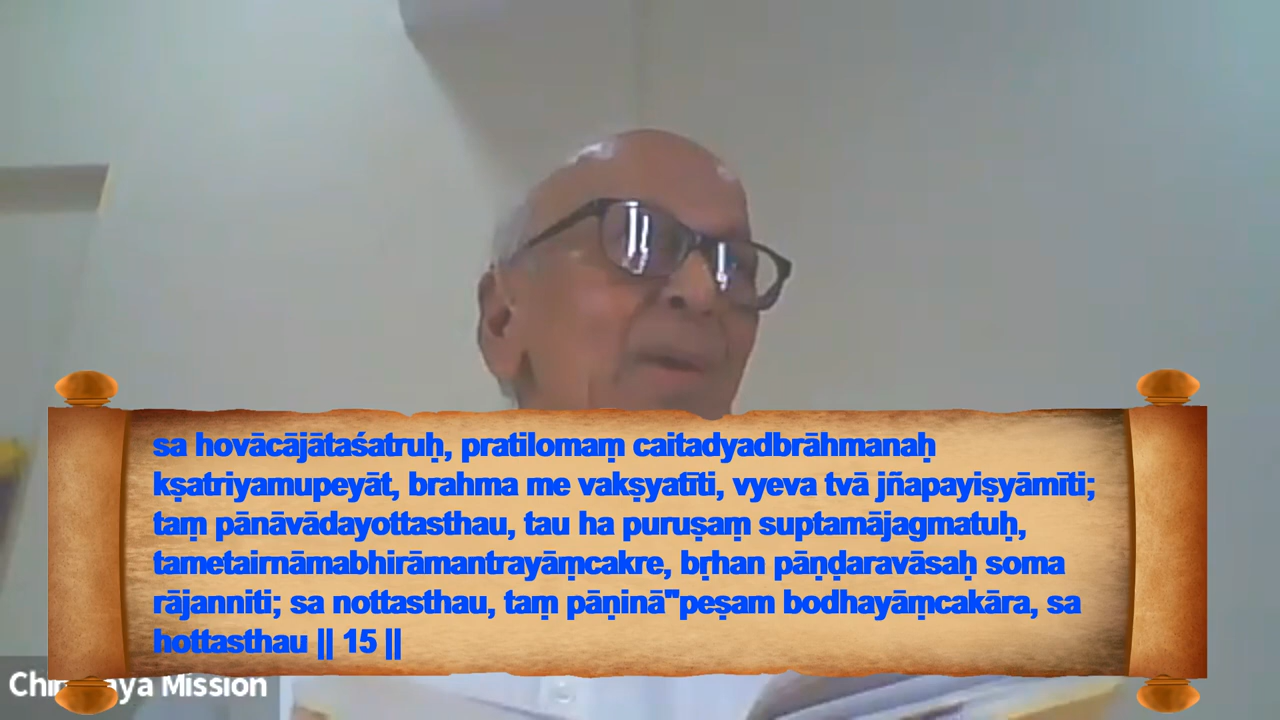 sa hovācājātaśatruḥ, pratilomaṃ caitadyadbrāhmanaḥ
kṣatriyamupeyāt, brahma me vakṣyatīti, vyeva tvā jñapayiṣyāmīti;
taṃ pānāvādayottasthau, tau ha puruṣaṃ suptamājagmatuḥ,
tametairnāmabhirāmantrayāṃcakre, bṛhan pāṇḍaravāsaḥ soma
rājanniti; sa nottasthau, taṃ pāṇinā"peṣam bodhayāṃcakāra, sa
hottasthau || 15 ||
Mission